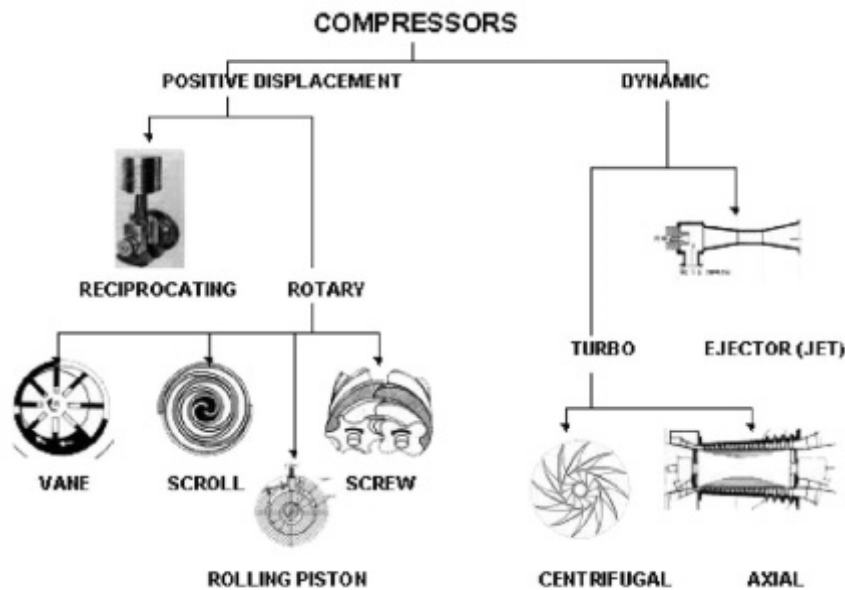 COMPRESSORS
POSITIVE DISPLACEMENT
DYNAMIC
RECIPROCATING
ROTARY
TURBO
EJECTOR (JET)
VANE
SCROLL
SCREW
ROLLING PISTON
CENTRIFUGAL
AXIAL